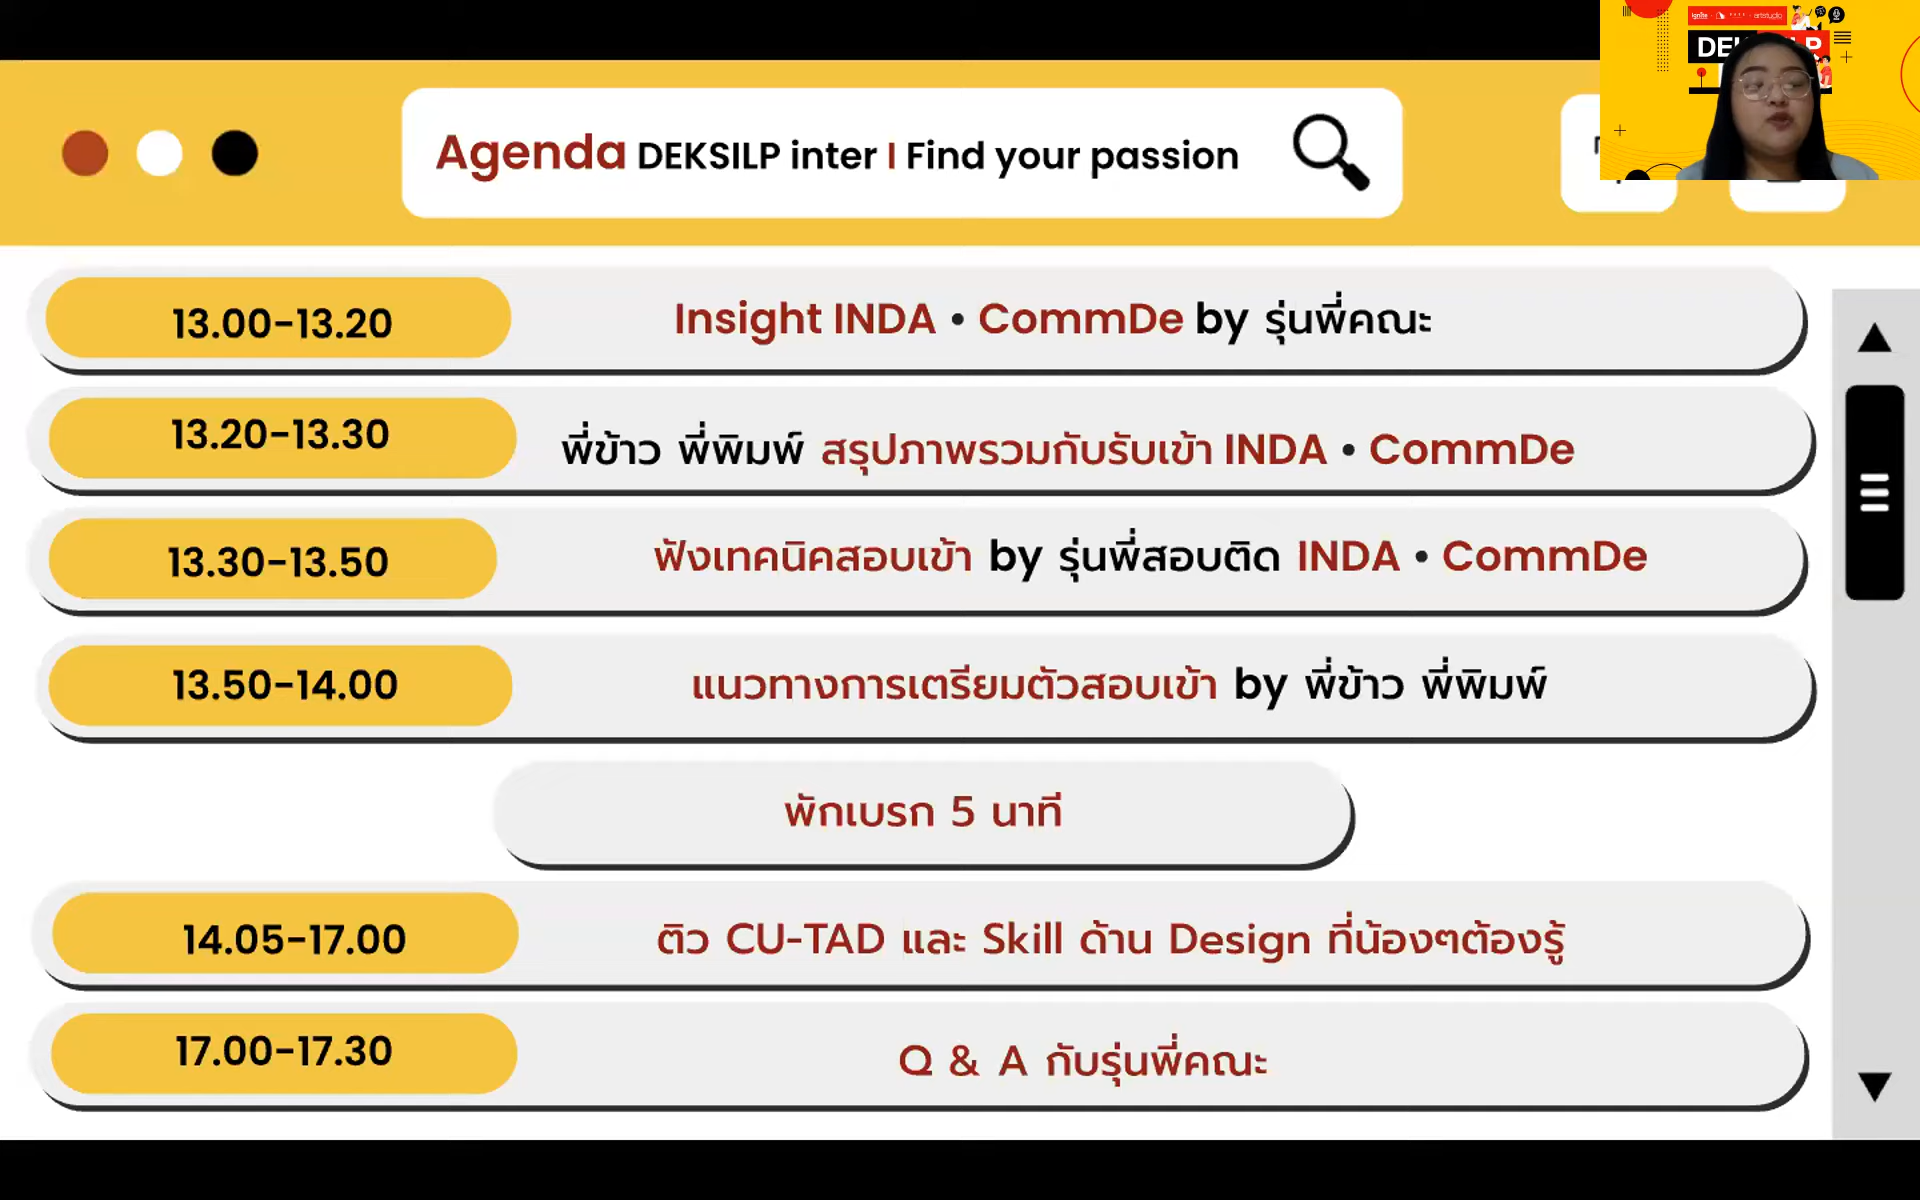 Agenda DEKSILP inter I Find your passion
ignite
artstudio
13.00-13.20
Insight INDA • CommDe by รุ่นพี่คณะ
13.20-13.30
พี่ข้าว พี่พิมพ์ สรุปภาพรวมกับรับเข้า INDA • CommDe
13.30-13.50
ฟังเทคนิคสอบเข้า by รุ่นพี่สอบติด INDA • CommDe
13.50-14.00
แนวทางการเตรียมตัวสอบเข้า by พี่ข้าว พี่พิมพ์
พักเบรก 5 นาที
14.05-17.00
ติว CU-TAD และ Skill ด้าน Design ที่น้องๆต้องรู้
17.00-17.30
Q & A กับรุ่นพี่คณะ